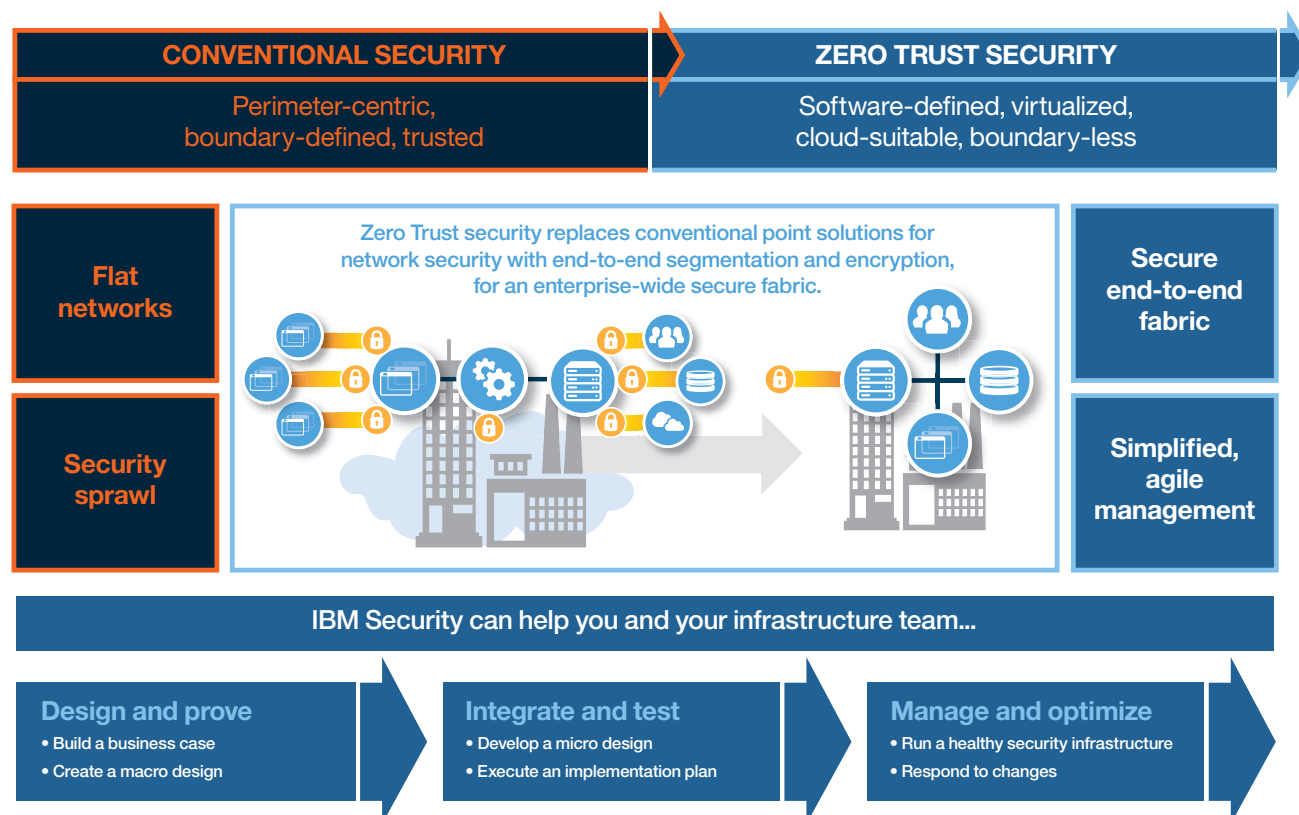 CONVENTIONAL SECURITY
Perimeter-centric,
boundary-defined, trusted
ZERO TRUST SECURITY
Software-defined, virtualized,
cloud-suitable, boundary-less
Flat
networks
Security
sprawl
Zero Trust security replaces conventional point solutions for
network security with end-to-end segmentation and encryption,
for an enterprise-wide secure fabric.
Secure
end-to-end
fabric
Simplified,
agile
management
IBM Security can help you and your infrastructure team...
Design and prove
• Build a business case
• Create a macro design
Integrate and test
• Develop a micro design
• Execute an implementation plan
Manage and optimize
• Run a healthy security infrastructure
• Respond to changes